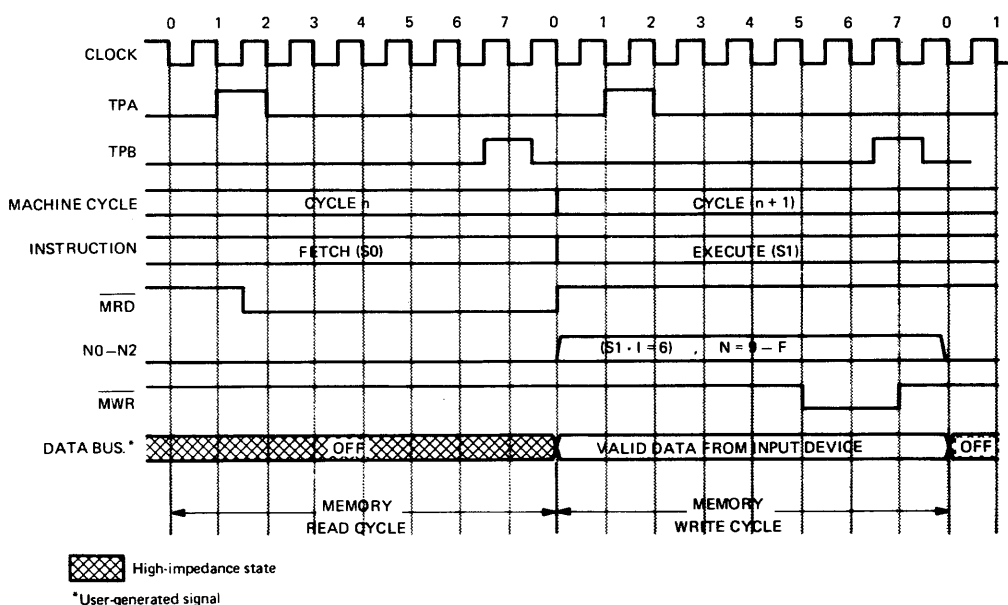 0 1 2 3 4 5 6 7 0 1 2 3 4 5 6 7 0 1
CLOCK
TPA
TPB
MACHINE CYCLE CYCLE n CYCLE (n + 1)
INSTRUCTION FETCH (S0) EXECUTE (S1)
MRD
N0–N2 (S1 · I = 6) , N = 9 – F
MWR
DATA BUS.* OFF VALID DATA FROM INPUT DEVICE OFF
MEMORY READ CYCLE MEMORY WRITE CYCLE
High-impedance state
*User-generated signal